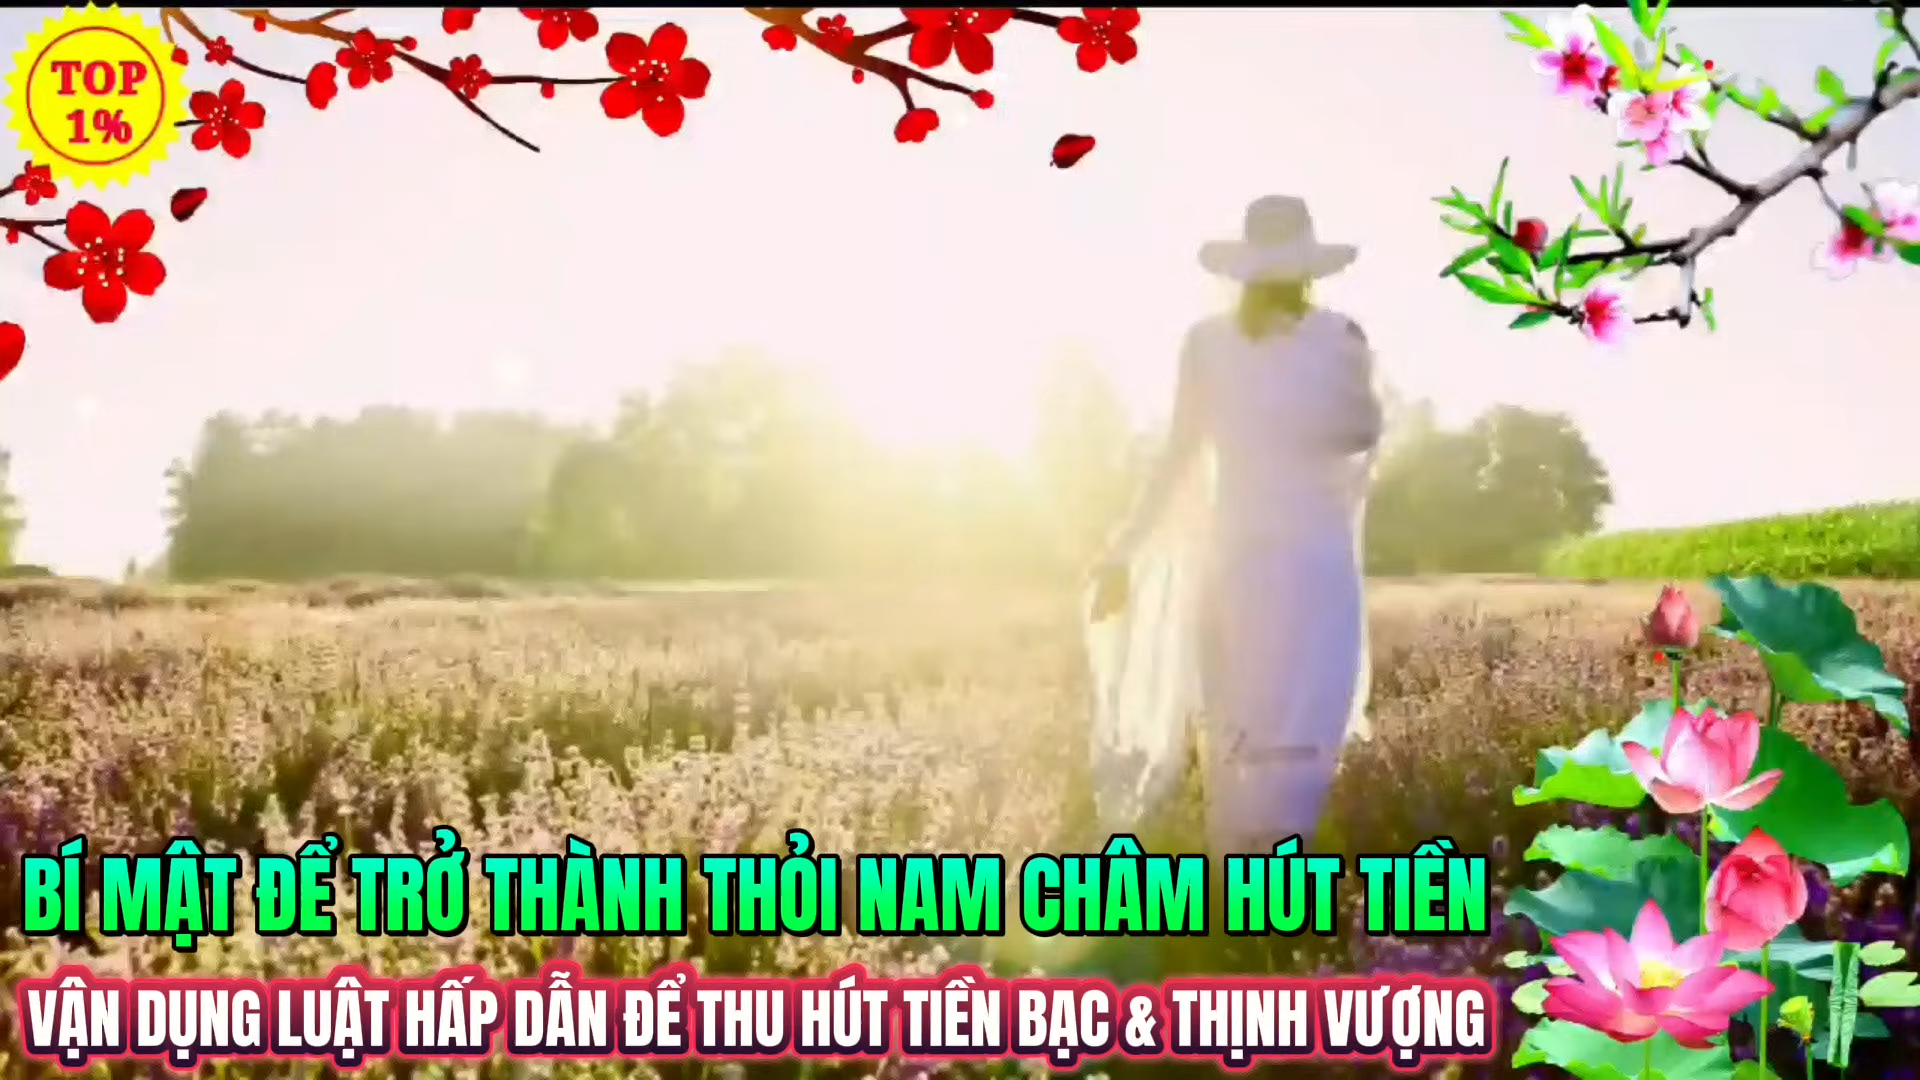 TOP
1%
BÍ MẬT ĐỂ TRỞ THÀNH THỎI NAM CHÂM HÚT TIỀN
VẬN DỤNG LUẬT HẤP DẪN ĐỂ THU HÚT TIỀN BẠC & THỊNH VƯỢNG